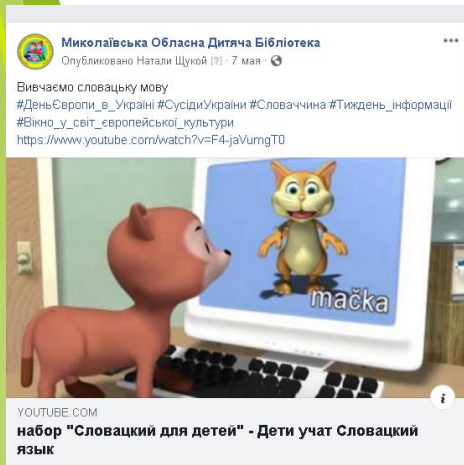 Миколаївська Обласна Дитяча Бібліотека
Опубликовано Натали Щукой [?] · 7 мая ·
Вивчаємо словацьку мову
#ДеньЄвропи_в_Україні #СусідиУкраїни #Словаччина #Тиждень_інформації
#Вікно_у_світ_європейської_культури
https://www.youtube.com/watch?v=F4-jaVumgT0
mačka
YOUTUBE.COM
набор "Словацкий для детей" - Дети учат Словацкий
язык